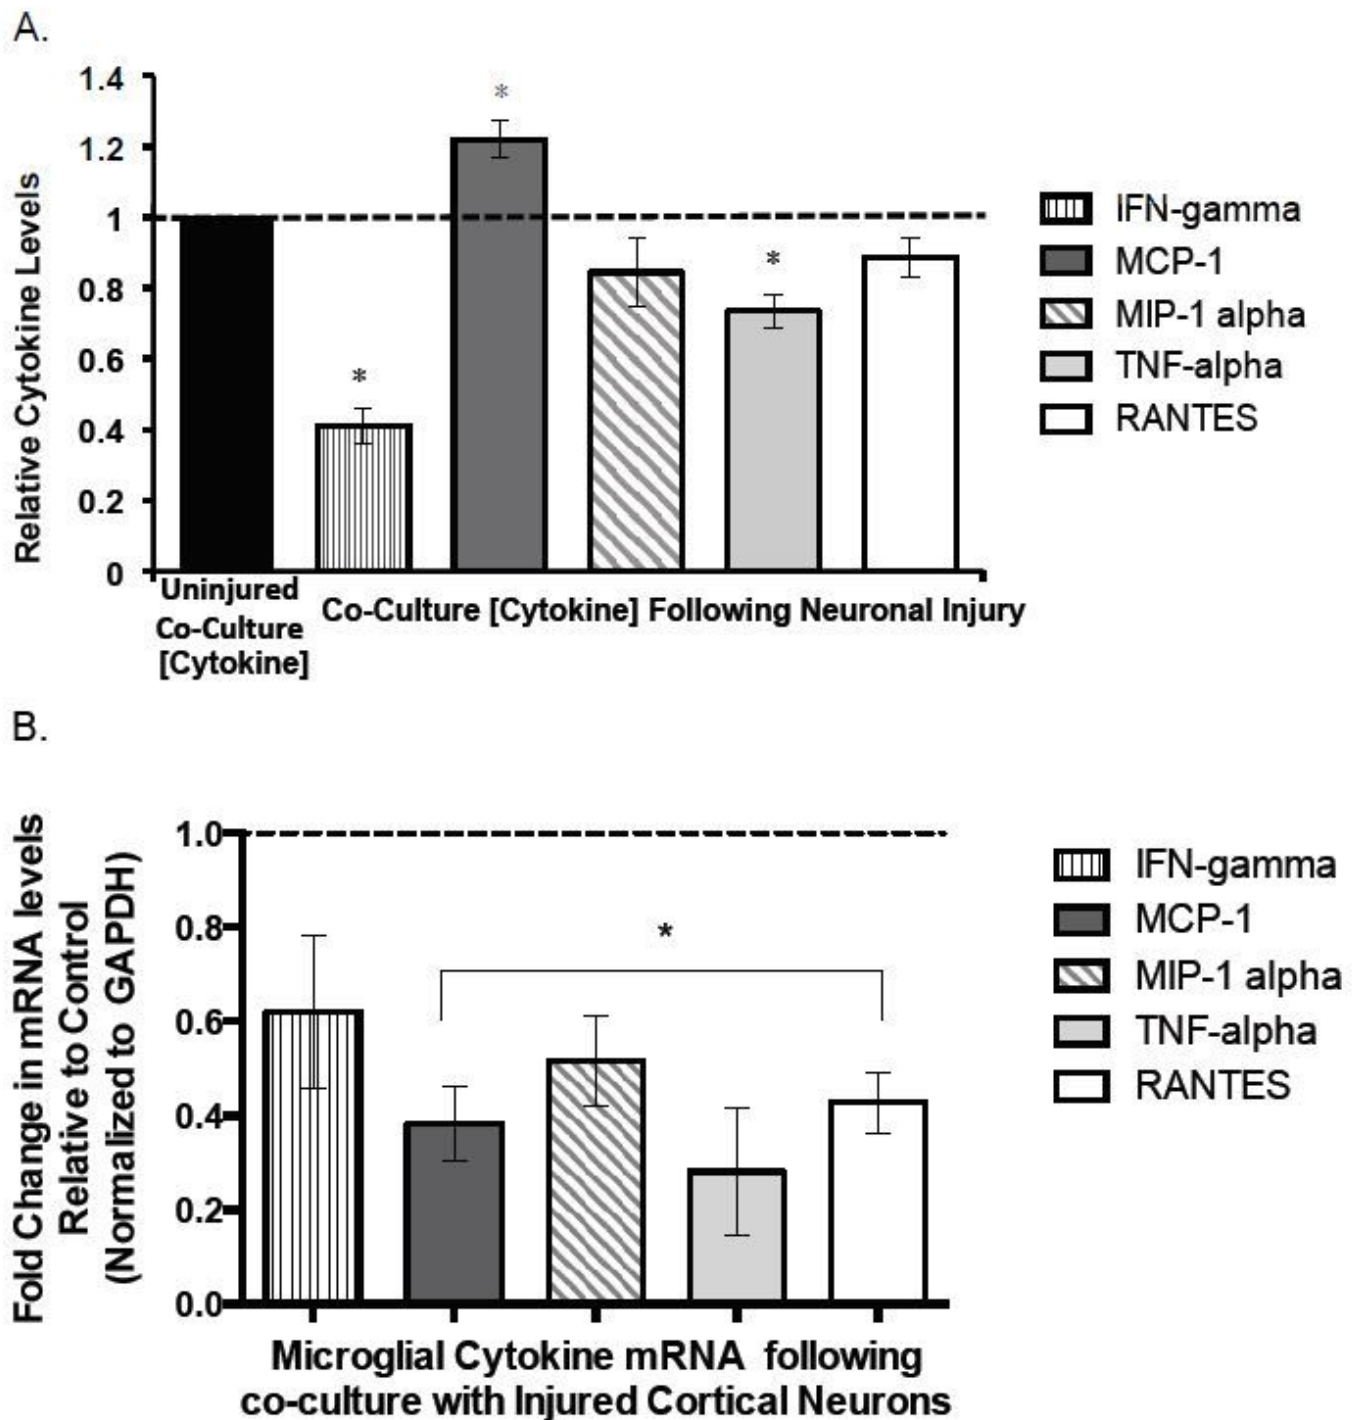 A.
Relative Cytokine Levels
1.4
1.2
1
0.8
0.6
0.4
0.2
0
*
*
*
Uninjured
Co-Culture
[Cytokine]
Co-Culture [Cytokine] Following Neuronal Injury
IFN-gamma
MCP-1
MIP-1 alpha
TNF-alpha
RANTES
B.
Fold Change in mRNA levels
Relative to Control
(Normalized to GAPDH)
1.0
0.8
0.6
0.4
0.2
0.0
*
Microglial Cytokine mRNA following
co-culture with Injured Cortical Neurons
IFN-gamma
MCP-1
MIP-1 alpha
TNF-alpha
RANTES